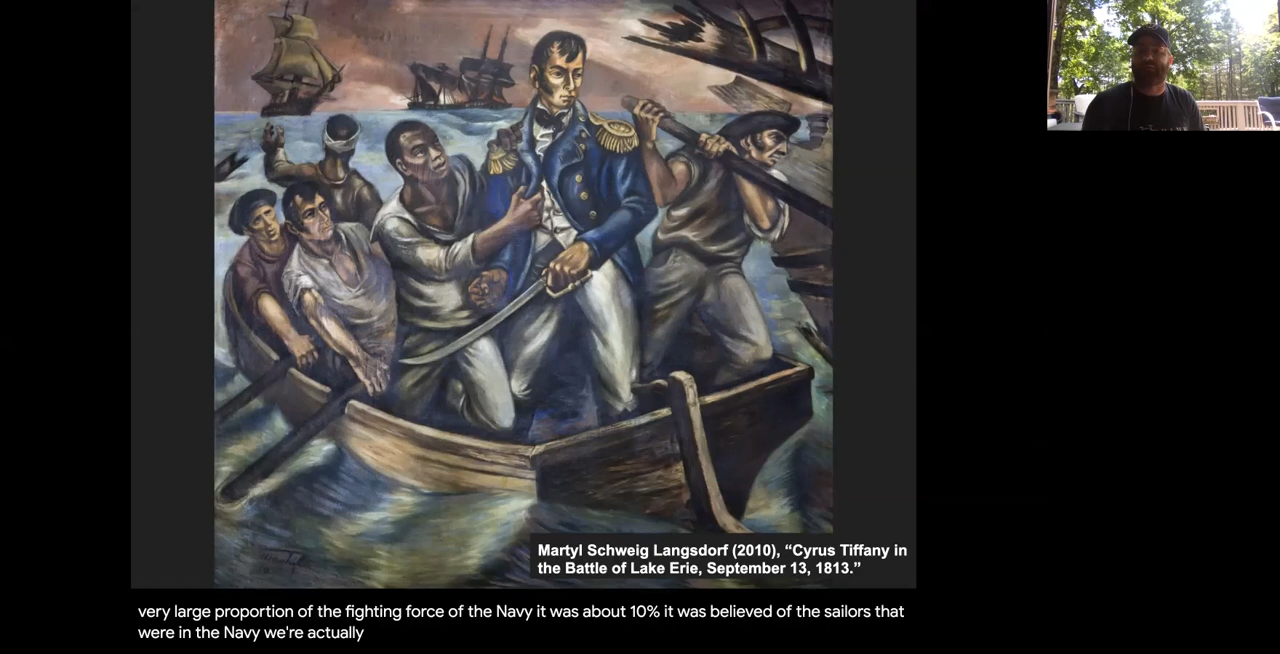 Martyl Schweig Langsdorf (2010), “Cyrus Tiffany in
the Battle of Lake Erie, September 13, 1813.”
very large proportion of the fighting force of the Navy it was about 10% it was believed of the sailors that
were in the Navy we're actually